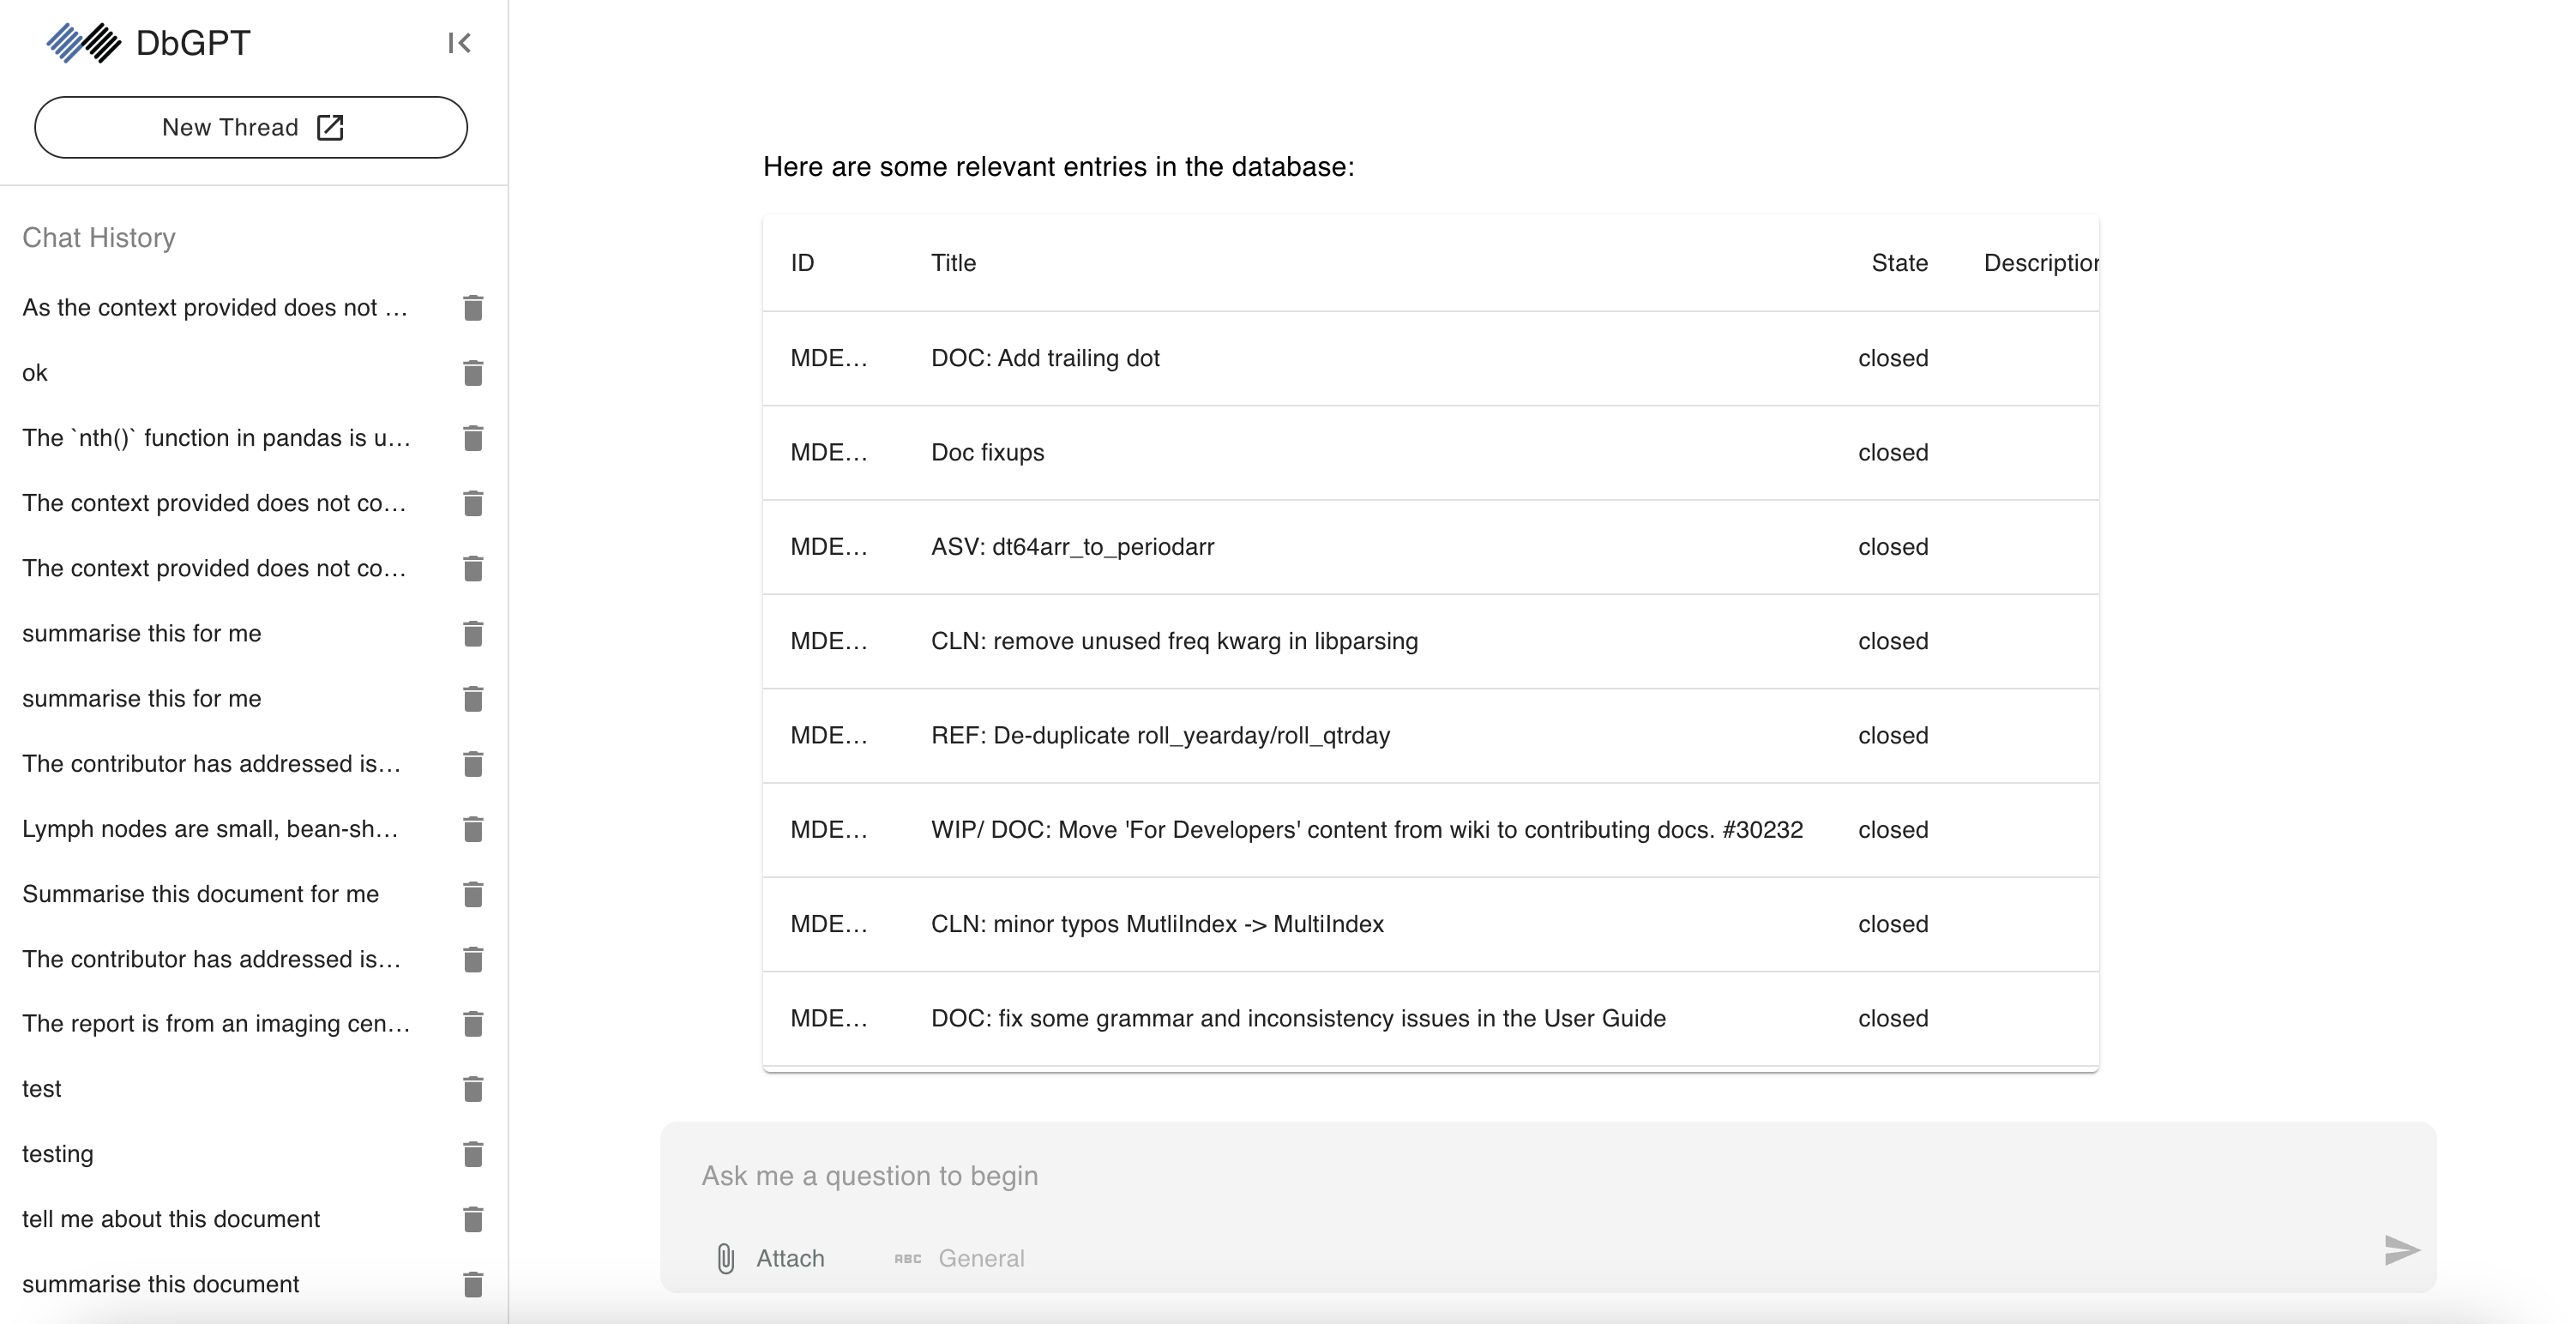 DbGPT
New Thread
Chat History
As the context provided does not ...
ok
The `nth()` function in pandas is u...
The context provided does not co...
The context provided does not co...
summarise this for me
summarise this for me
The contributor has addressed is...
Lymph nodes are small, bean-sh...
Summarise this document for me
The contributor has addressed is...
The report is from an imaging cen...
test
testing
tell me about this document
summarise this document
Here are some relevant entries in the database:
ID Title State Description
MDE... DOC: Add trailing dot closed
MDE... Doc fixups closed
MDE... ASV: dt64arr_to_periodarr closed
MDE... CLN: remove unused freq kwarg in libparsing closed
MDE... REF: De-duplicate roll_yearday/roll_qtrday closed
MDE... WIP/ DOC: Move 'For Developers' content from wiki to contributing docs. #30232 closed
MDE... CLN: minor typos MutliIndex -> MultiIndex closed
MDE... DOC: fix some grammar and inconsistency issues in the User Guide closed
Ask me a question to begin
Attach ABC General